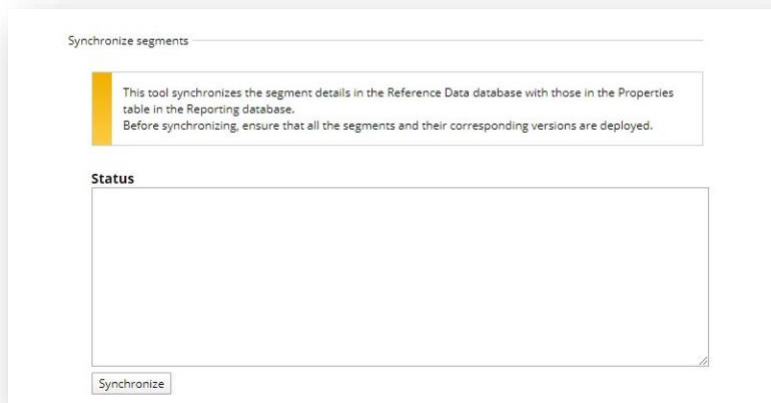 Synchronize segments
This tool synchronizes the segment details in the Reference Data database with those in the Properties
table in the Reporting database.
Before synchronizing, ensure that all the segments and their corresponding versions are deployed.
Status
Synchronize